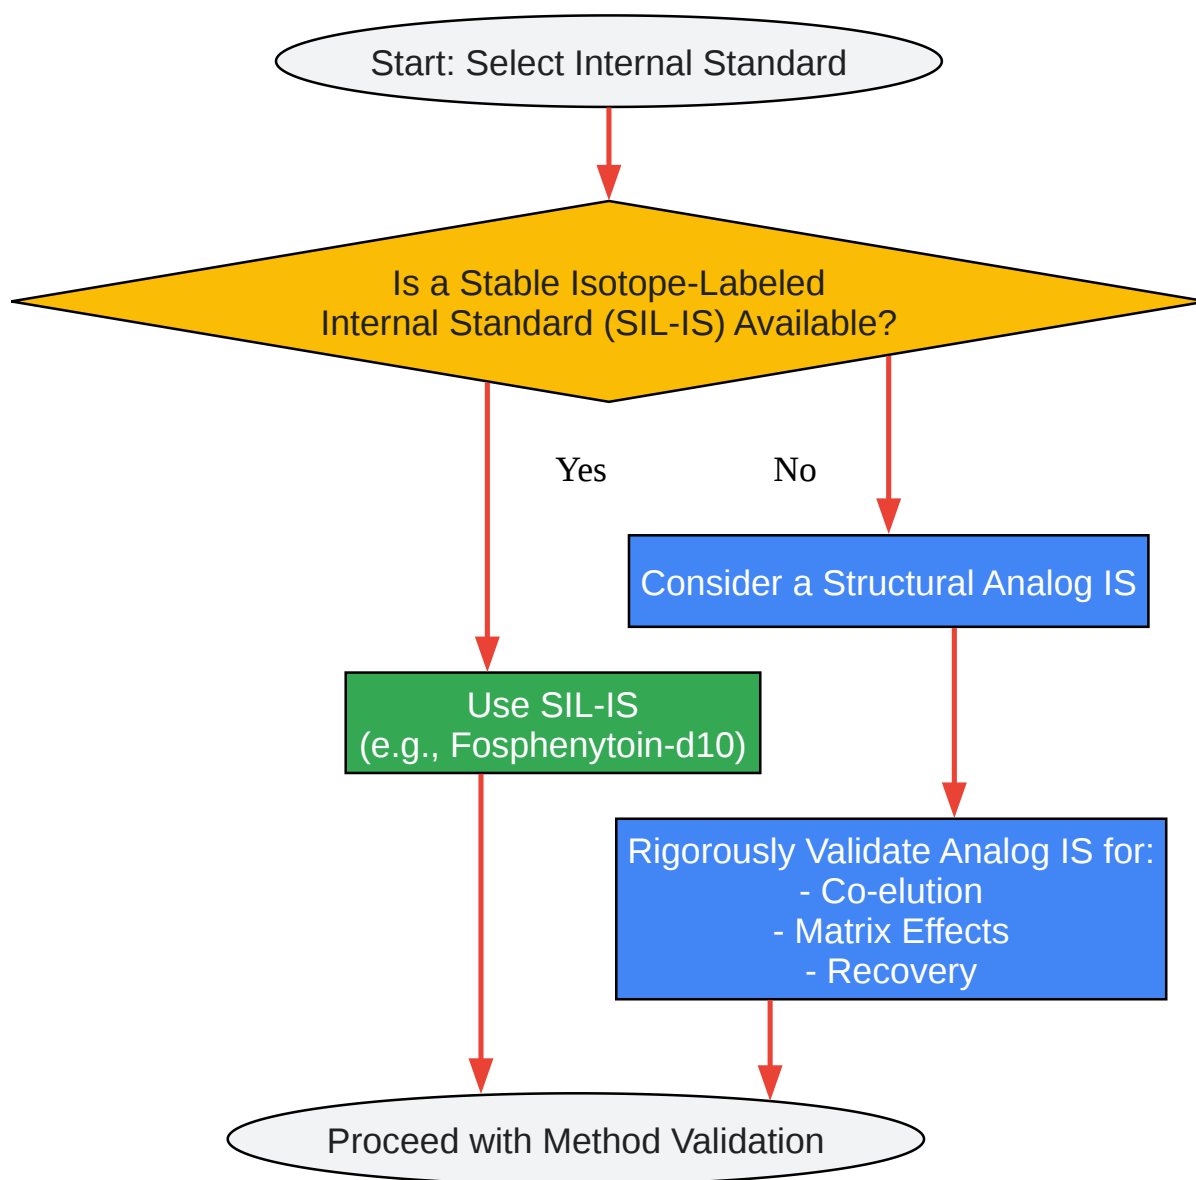 Start: Select Internal Standard
Is a Stable Isotope-Labeled
Internal Standard (SIL-IS) Available?
Yes
No
Consider a Structural Analog IS
Use SIL-IS
(e.g., Fosphenytoin-d10)
Rigorously Validate Analog IS for:
- Co-elution
- Matrix Effects
- Recovery
Proceed with Method Validation